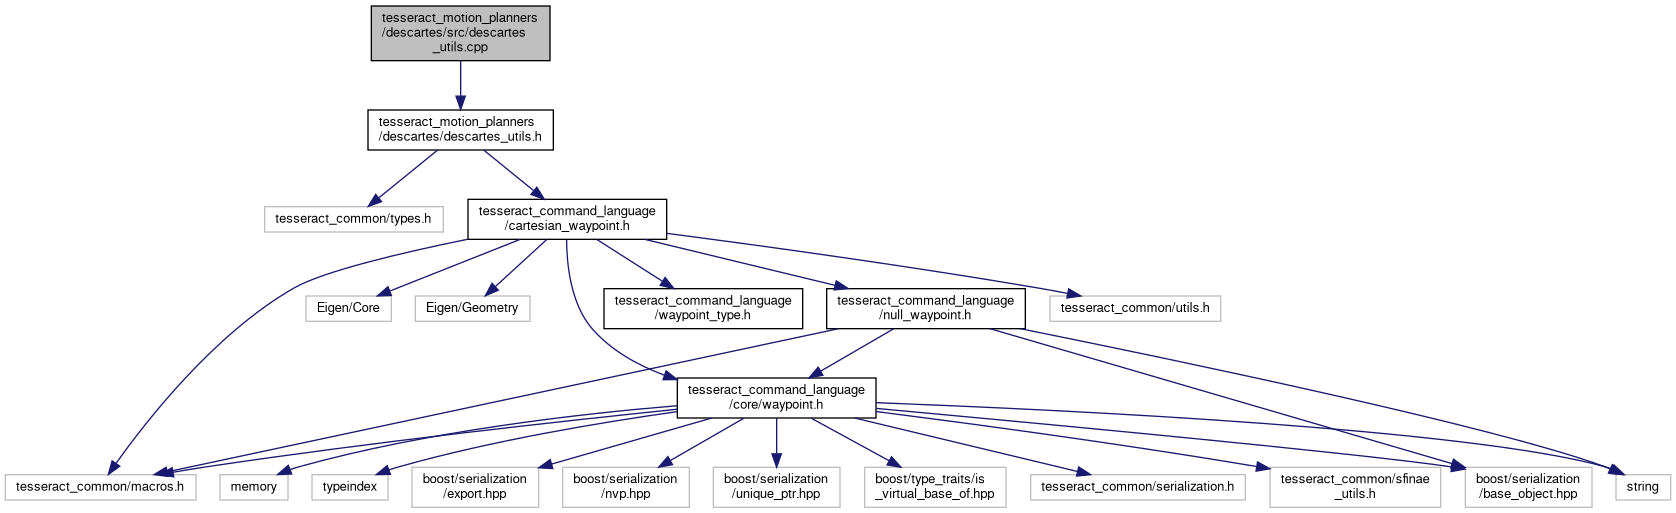 tesseract_motion_planners
/descartes/src/descartes
_utils.cpp
tesseract_motion_planners
/descartes/descartes_utils.h
tesseract_common/types.h
tesseract_command_language
/cartesian_waypoint.h
Eigen/Core
Eigen/Geometry
tesseract_command_language
/waypoint_type.h
tesseract_command_language
/null_waypoint.h
tesseract_common/utils.h
tesseract_command_language
/core/waypoint.h
tesseract_common/macros.h
memory
typeindex
boost/serialization
/export.hpp
boost/serialization
/nvp.hpp
boost/serialization
/unique_ptr.hpp
boost/type_traits/is
_virtual_base_of.hpp
tesseract_common/serialization.h
tesseract_common/sfinae
_utils.h
boost/serialization
/base_object.hpp
string